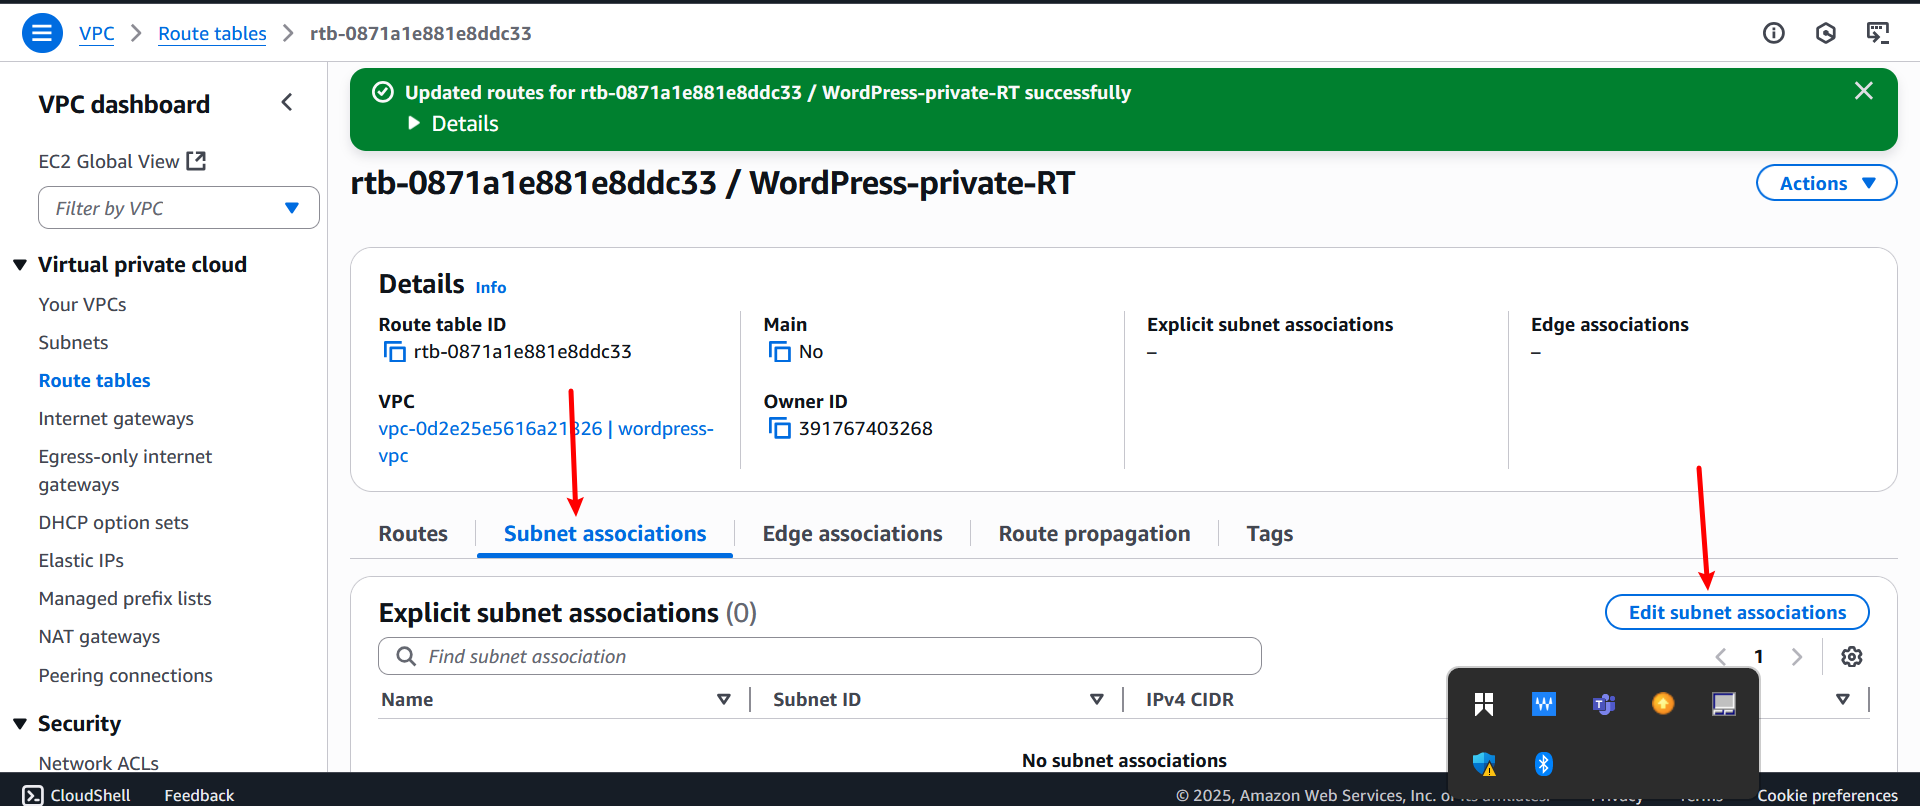 VPC > Route tables > rtb-0871a1e881e8ddc33
VPC dashboard
EC2 Global View
Filter by VPC
Virtual private cloud
Your VPCs
Subnets
Route tables
Internet gateways
Egress-only internet
gateways
DHCP option sets
Elastic IPs
Managed prefix lists
NAT gateways
Peering connections
Security
Network ACLs
Updated routes for rtb-0871a1e881e8ddc33 / WordPress-private-RT successfully
Details
rtb-0871a1e881e8ddc33 / WordPress-private-RT
Actions
Details Info
Route table ID
rtb-0871a1e881e8ddc33
Main
No
Explicit subnet associations
–
Edge associations
–
VPC
vpc-0d2e25e5616a21326 | wordpress-
vpc
Owner ID
391767403268
Routes
Subnet associations
Edge associations
Route propagation
Tags
Explicit subnet associations (0)
Edit subnet associations
Find subnet association
1
Name
Subnet ID
IPv4 CIDR
No subnet associations
CloudShell
Feedback
© 2025, Amazon Web Services, Inc. or its affiliates.
Privacy
Terms
Cookie preferences